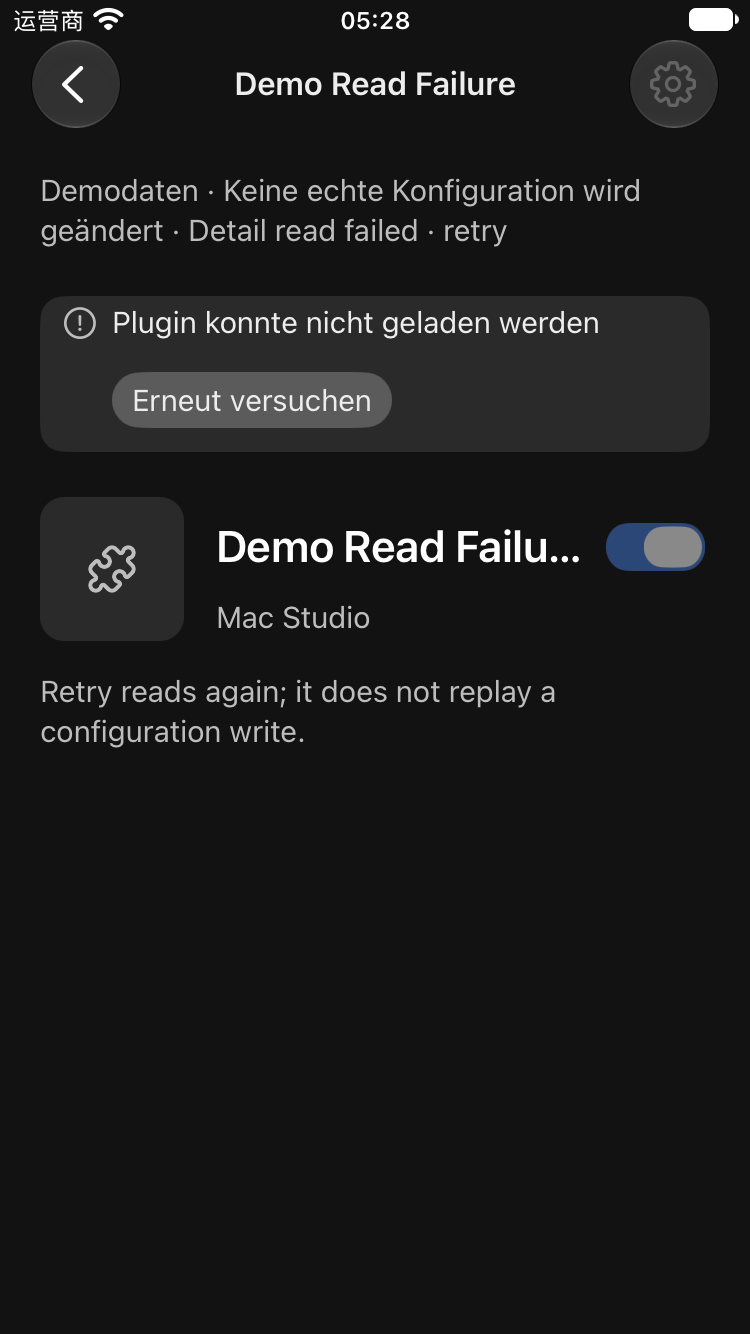 运营商
05:28
Demo Read Failure
Demodaten · Keine echte Konfiguration wird
geändert · Detail read failed · retry
Plugin konnte nicht geladen werden
Erneut versuchen
Demo Read Failu...
Mac Studio
Retry reads again; it does not replay a
configuration write.